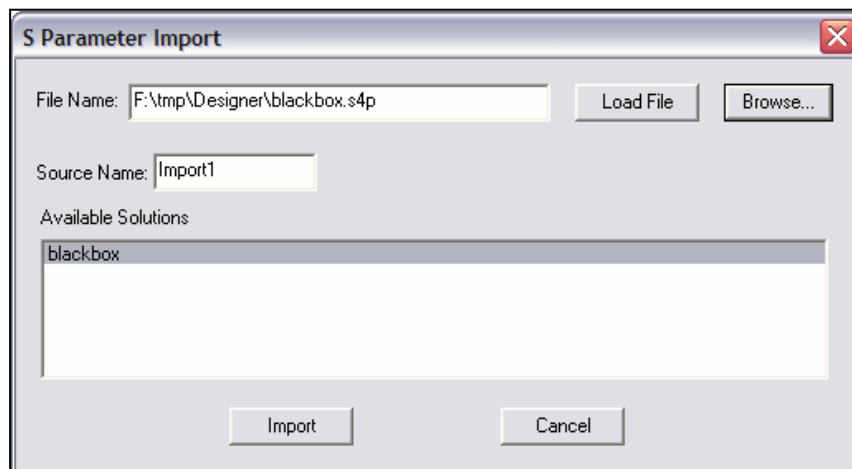 S Parameter Import
File Name: F:\tmp\Designer\blackbox.s4p Load File Browse...
Source Name: Import1
Available Solutions
blackbox
Import Cancel